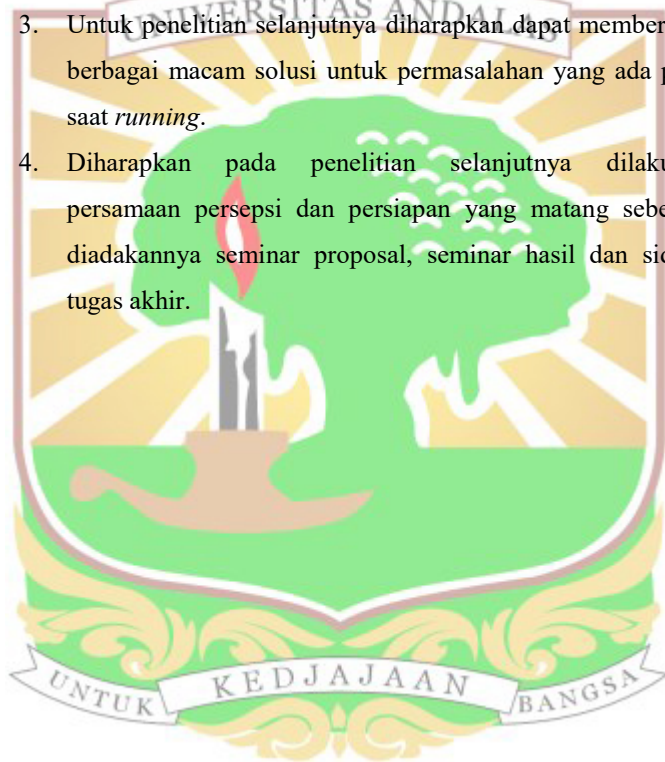 UNIVERSITAS ANDALAS
3. Untuk penelitian selanjutnya diharapkan dapat member
berbagai macam solusi untuk permasalahan yang ada p
saat running.
4. Diharapkan pada penelitian selanjutnya dilaku
persamaan persepsi dan persiapan yang matang sebe
diadakannya seminar proposal, seminar hasil dan sid
tugas akhir.
UNTUK KEDJAJAAN BANGSA